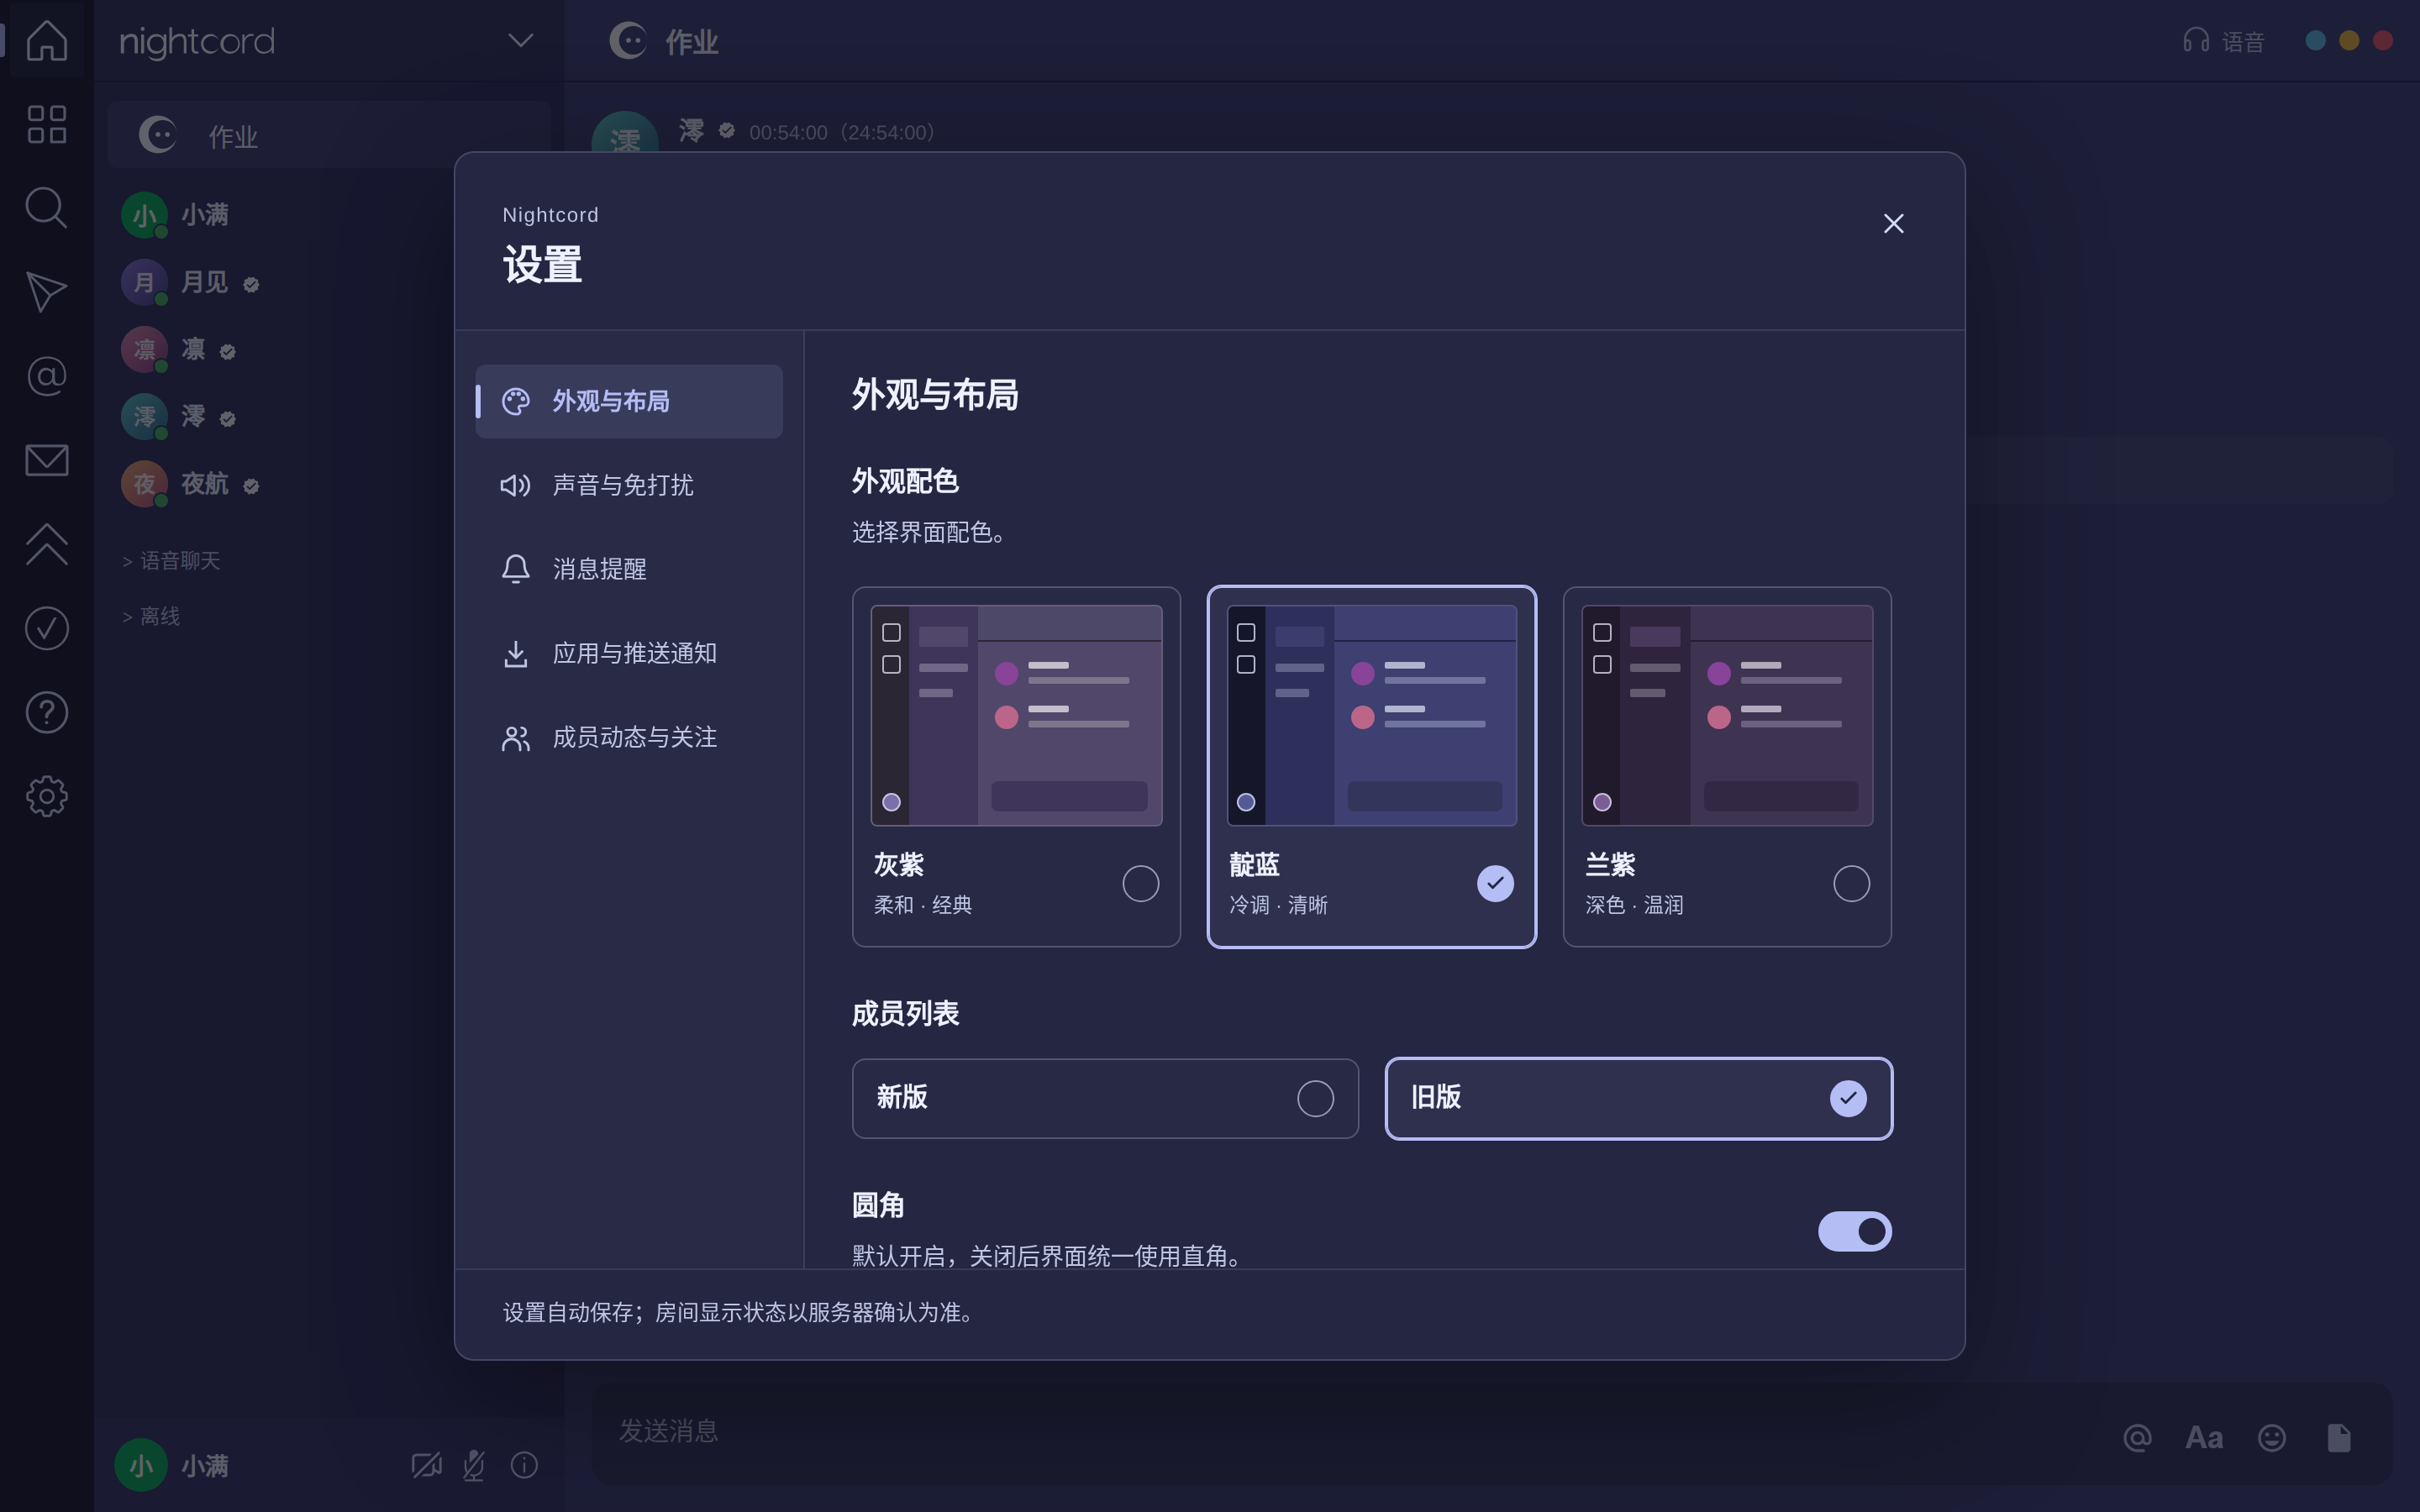 nightcord
作业
语音
作业
澪
澪 00:54:00（24:54:00）
小 小满
月 月见
凛 凛
澪 澪
夜 夜航
> 语音聊天
> 离线
Nightcord
设置
外观与布局
声音与免打扰
消息提醒
应用与推送通知
成员动态与关注
外观与布局
外观配色
选择界面配色。
灰紫
柔和 · 经典
靛蓝
冷调 · 清晰
兰紫
深色 · 温润
成员列表
新版
旧版
圆角
默认开启，关闭后界面统一使用直角。
设置自动保存；房间显示状态以服务器确认为准。
小 小满
发送消息
Aa